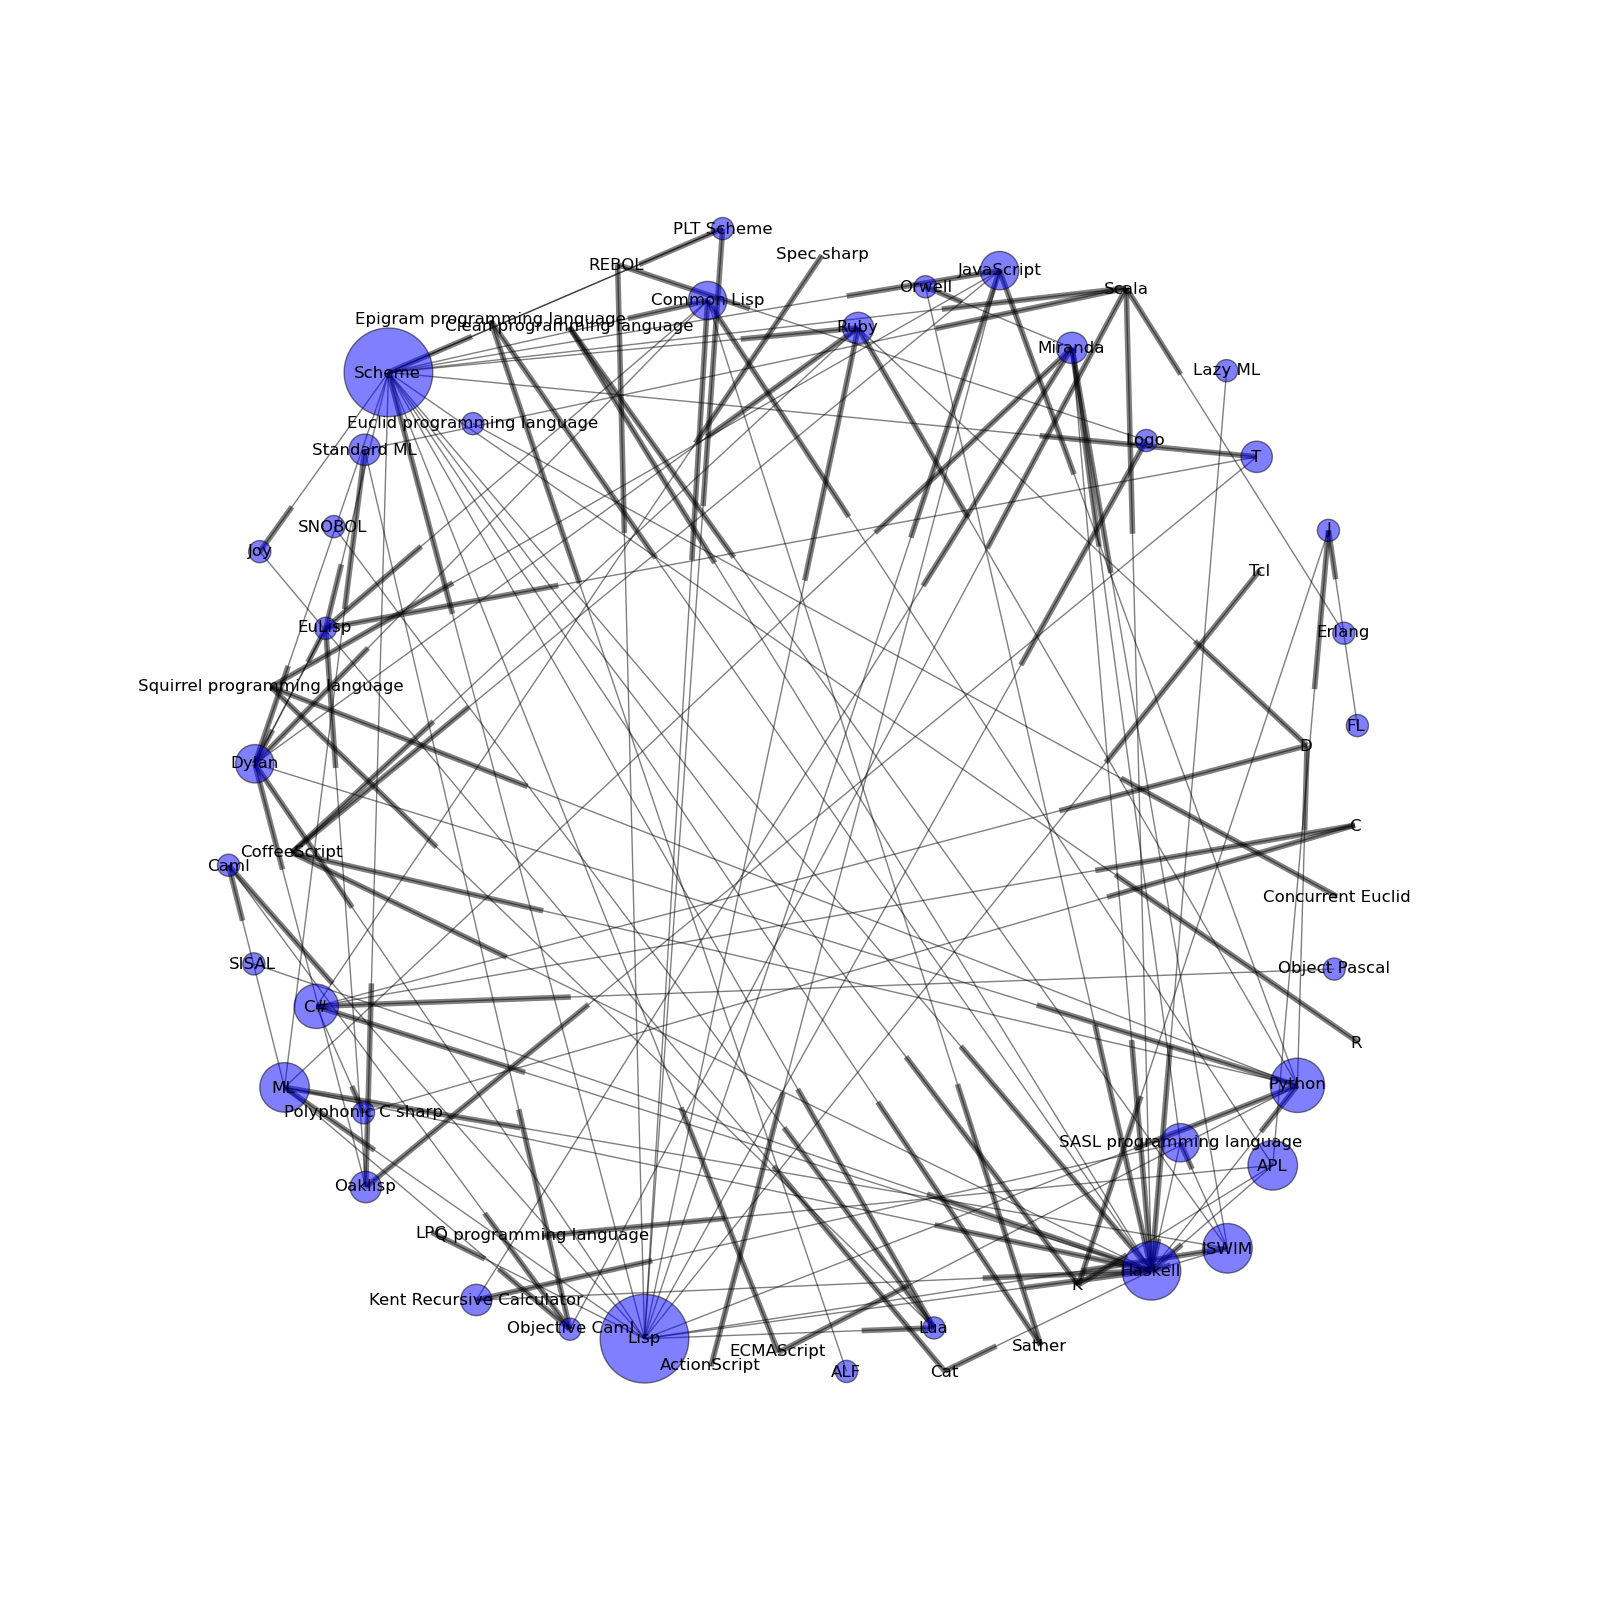 PLT Scheme
Spec sharp
REBOL
JavaScript
Orwell
Scala
Common Lisp
Epigram programming language
Clean programming language
Ruby
Miranda
Scheme
Lazy ML
Euclid programming language
Logo
Standard ML
T
SNOBOL
J
Joy
Tcl
EuLisp
Erlang
Squirrel programming language
FL
D
Dylan
C
CoffeeScript
Caml
Concurrent Euclid
SISAL
Object Pascal
C#
R
Python
ML
Polyphonic C sharp
SASL programming language
APL
Oaklisp
LPC
Q programming language
ISWIM
Haskell
K
Kent Recursive Calculator
Objective Caml
Lua
Lisp
Sather
ECMAScript
ActionScript
ALF
Cat